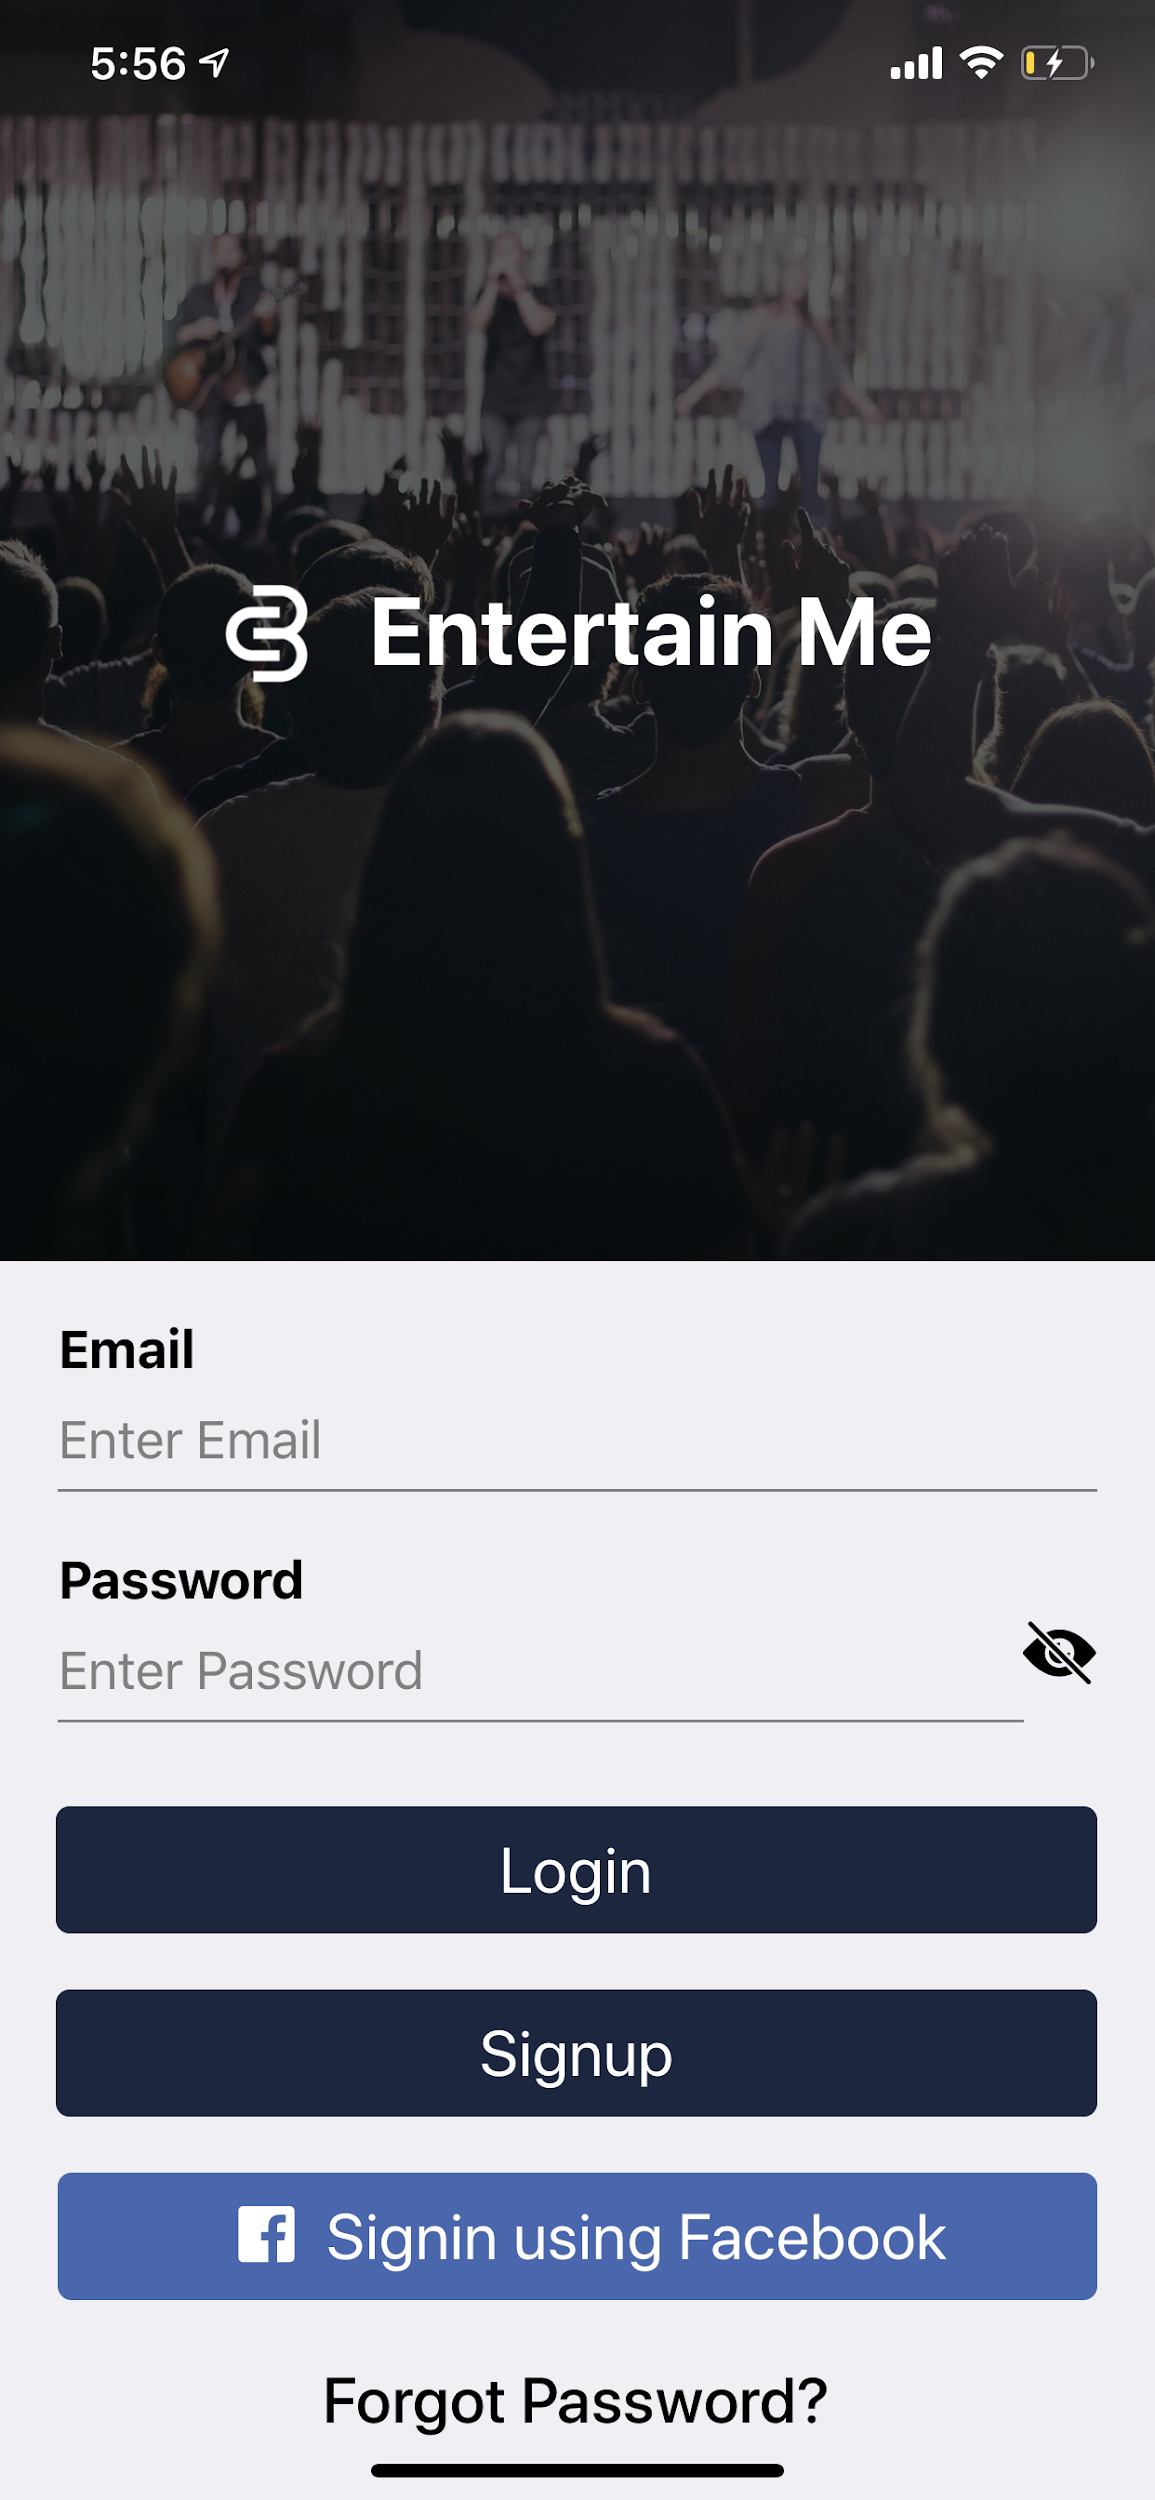 5:56
Entertain Me
Email
Enter Email
Password
Enter Password
Login
Signup
Signin using Facebook
Forgot Password?